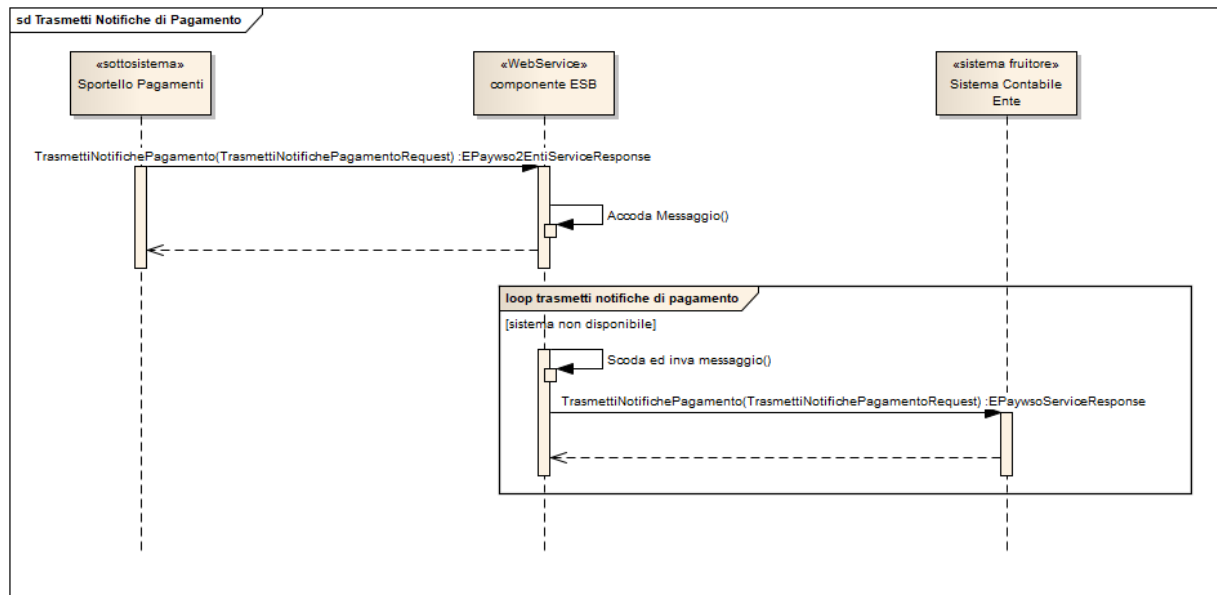 sd Trasmetti Notifiche di Pagamento
«sottosistema»
Sportello Pagamenti
«WebService»
componente ESB
«sistema fruitore»
Sistema Contabile
Ente
TrasmettiNotifichePagamento(TrasmettiNotifichePagamentoRequest) :EPaywso2EntiServiceResponse
Accoda Messaggio()
loop trasmetti notifiche di pagamento
[sistema non disponibile]
Scoda ed inva messaggio()
TrasmettiNotifichePagamento(TrasmettiNotifichePagamentoRequest) :EPaywsoServiceResponse